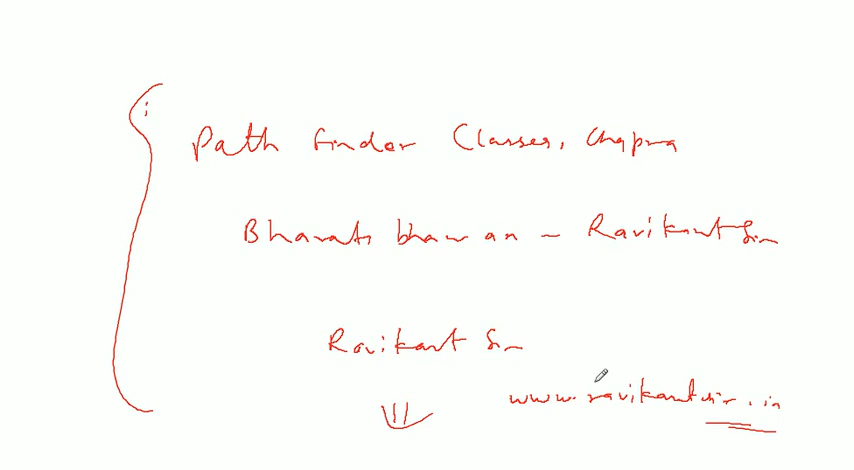 Path Finder Classes, Chapra
Bharati bhawan - Ravikant Sir
Ravikant Sir
www.ravikantsir.in